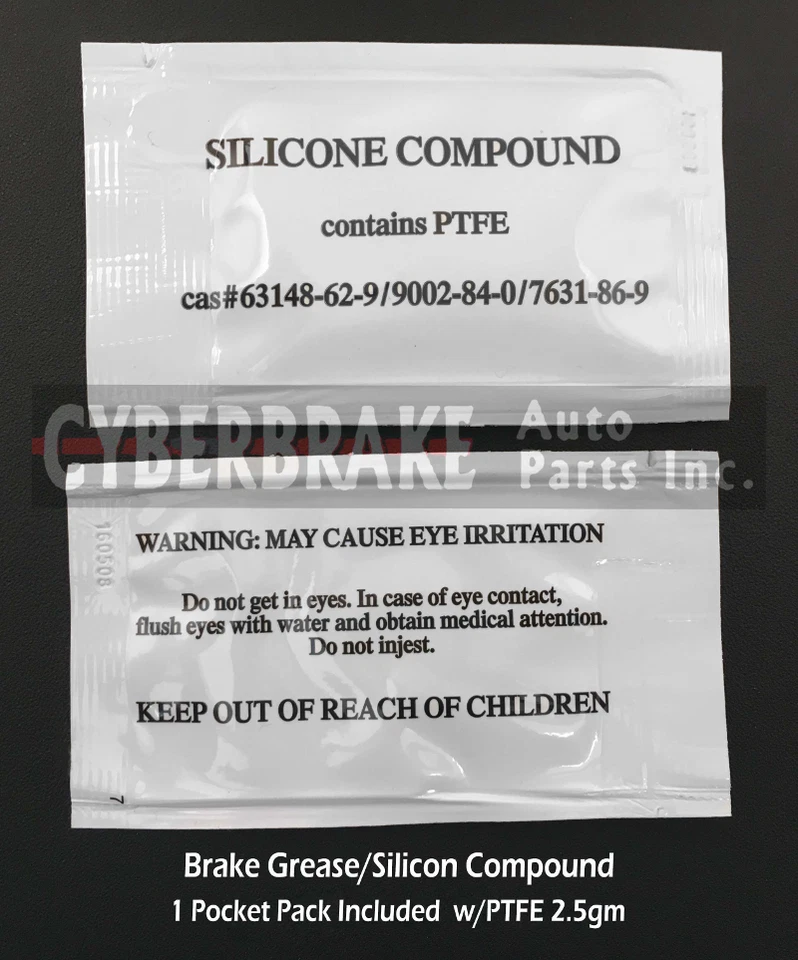 SILICONE COMPOUND
contains PTFE
cas#63148-62-9/9002-84-0/7631-86-9
CYBERBRAKE Auto
Parts Inc.
160508
WARNING: MAY CAUSE EYE IRRITATION
Do not get in eyes. In case of eye contact,
flush eyes with water and obtain medical attention.
Do not injest.
KEEP OUT OF REACH OF CHILDREN
7
Brake Grease/Silicon Compound
1 Pocket Pack Included w/PTFE 2.5gm